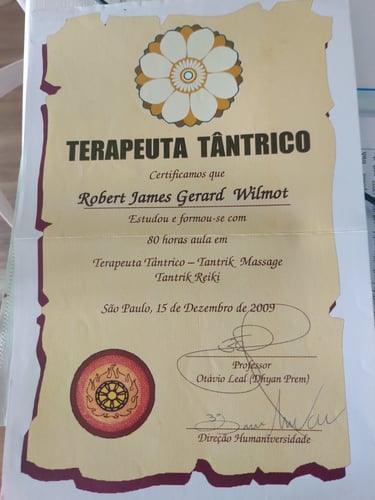 TERAPEUTA TÂNTRICO
Certificamos que
Robert James Gerard Wilmot
Estudou e formou-se com
80 horas aula em
Terapeuta Tântrico – Tantrik Massage
Tantrik Reiki
São Paulo, 15 de Dezembro de 2009
Professor
Otávio Leal (Dhyan Prem)
Direção Humaniversidade